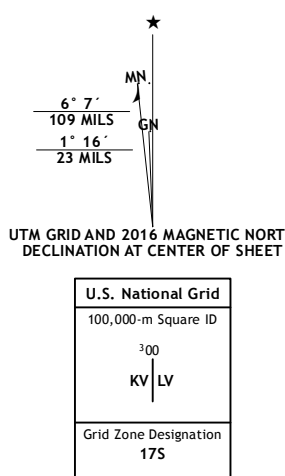 MN
6° 7´
109 MILS
GN
1° 16´
23 MILS
UTM GRID AND 2016 MAGNETIC NORT
DECLINATION AT CENTER OF SHEET
U.S. National Grid
100,000-m Square ID
³00
KV LV
Grid Zone Designation
17S